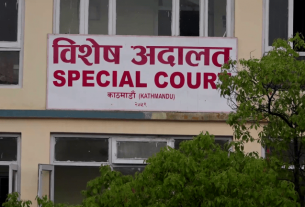 विशेष अदालत
SPECIAL COURT
काठमाडौं (KATHMANDU)